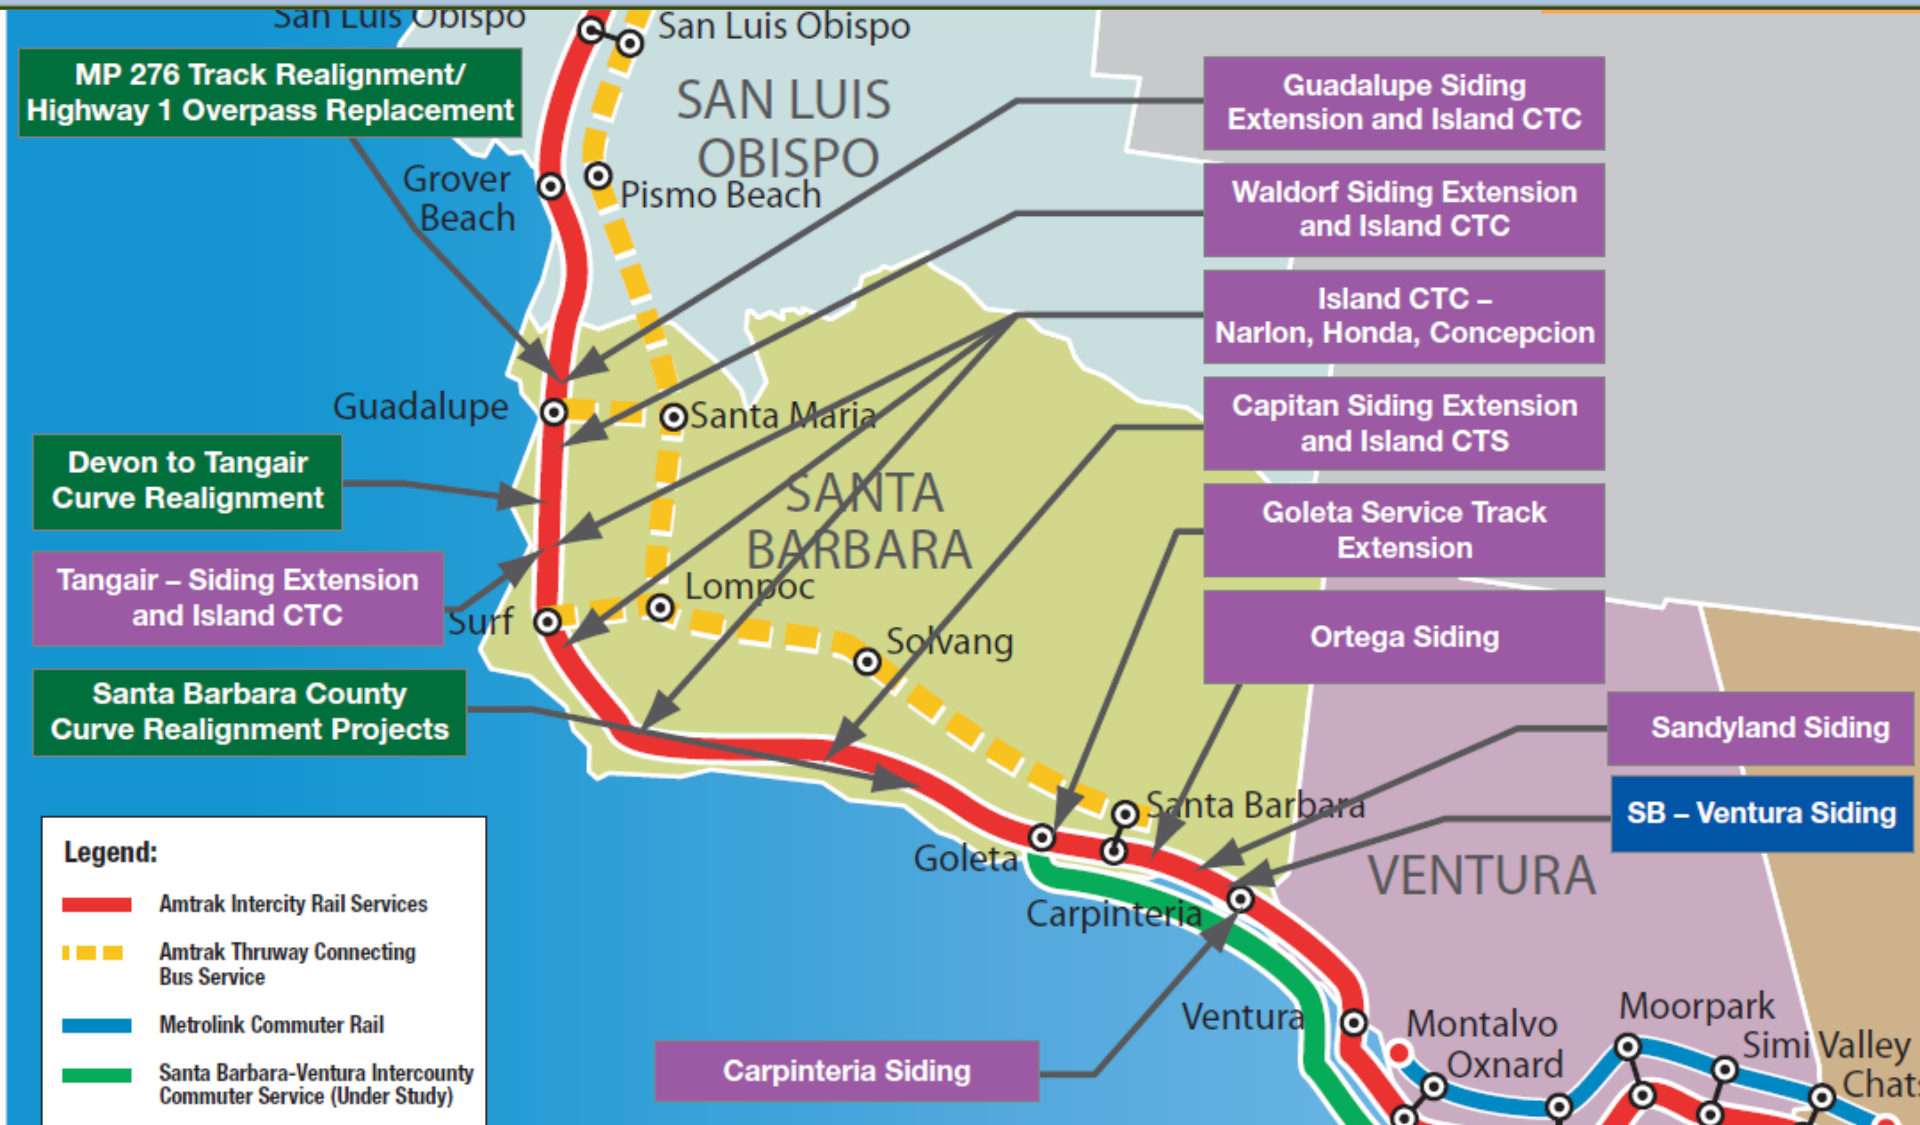 San Luis Obispo
San Luis Obispo
MP 276 Track Realignment/
Highway 1 Overpass Replacement
SAN LUIS
OBISPO
Guadalupe Siding
Extension and Island CTC
Grover
Beach
Pismo Beach
Waldorf Siding Extension
and Island CTC
Island CTC –
Narlon, Honda, Concepcion
Guadalupe
Santa Maria
Capitan Siding Extension
and Island CTS
Devon to Tangair
Curve Realignment
SANTA
BARBARA
Goleta Service Track
Extension
Tangair – Siding Extension
and Island CTC
Surf
Lompoc
Solvang
Ortega Siding
Santa Barbara County
Curve Realignment Projects
Sandyland Siding
Santa Barbara
SB – Ventura Siding
Goleta
VENTURA
Carpinteria
Legend:
Amtrak Intercity Rail Services
Amtrak Thruway Connecting
Bus Service
Metrolink Commuter Rail
Santa Barbara-Ventura Intercounty
Commuter Service (Under Study)
Ventura
Montalvo
Oxnard
Moorpark
Simi Valley
Carpinteria Siding